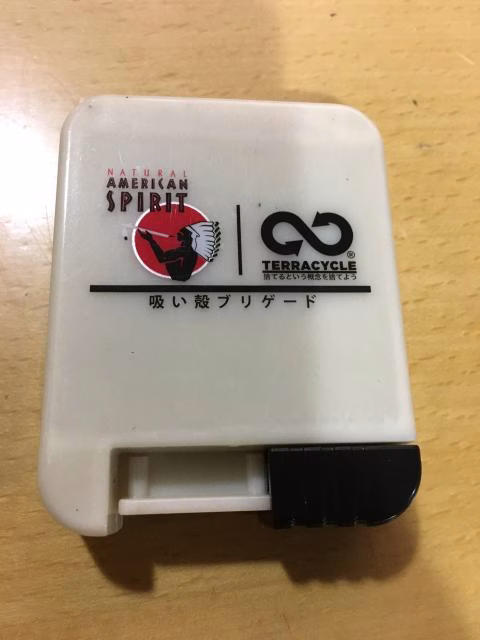 NATURAL
AMERICAN
SPIRIT
TERRACYCLE®
捨てるという概念を捨てよう
吸い殻ブリゲード